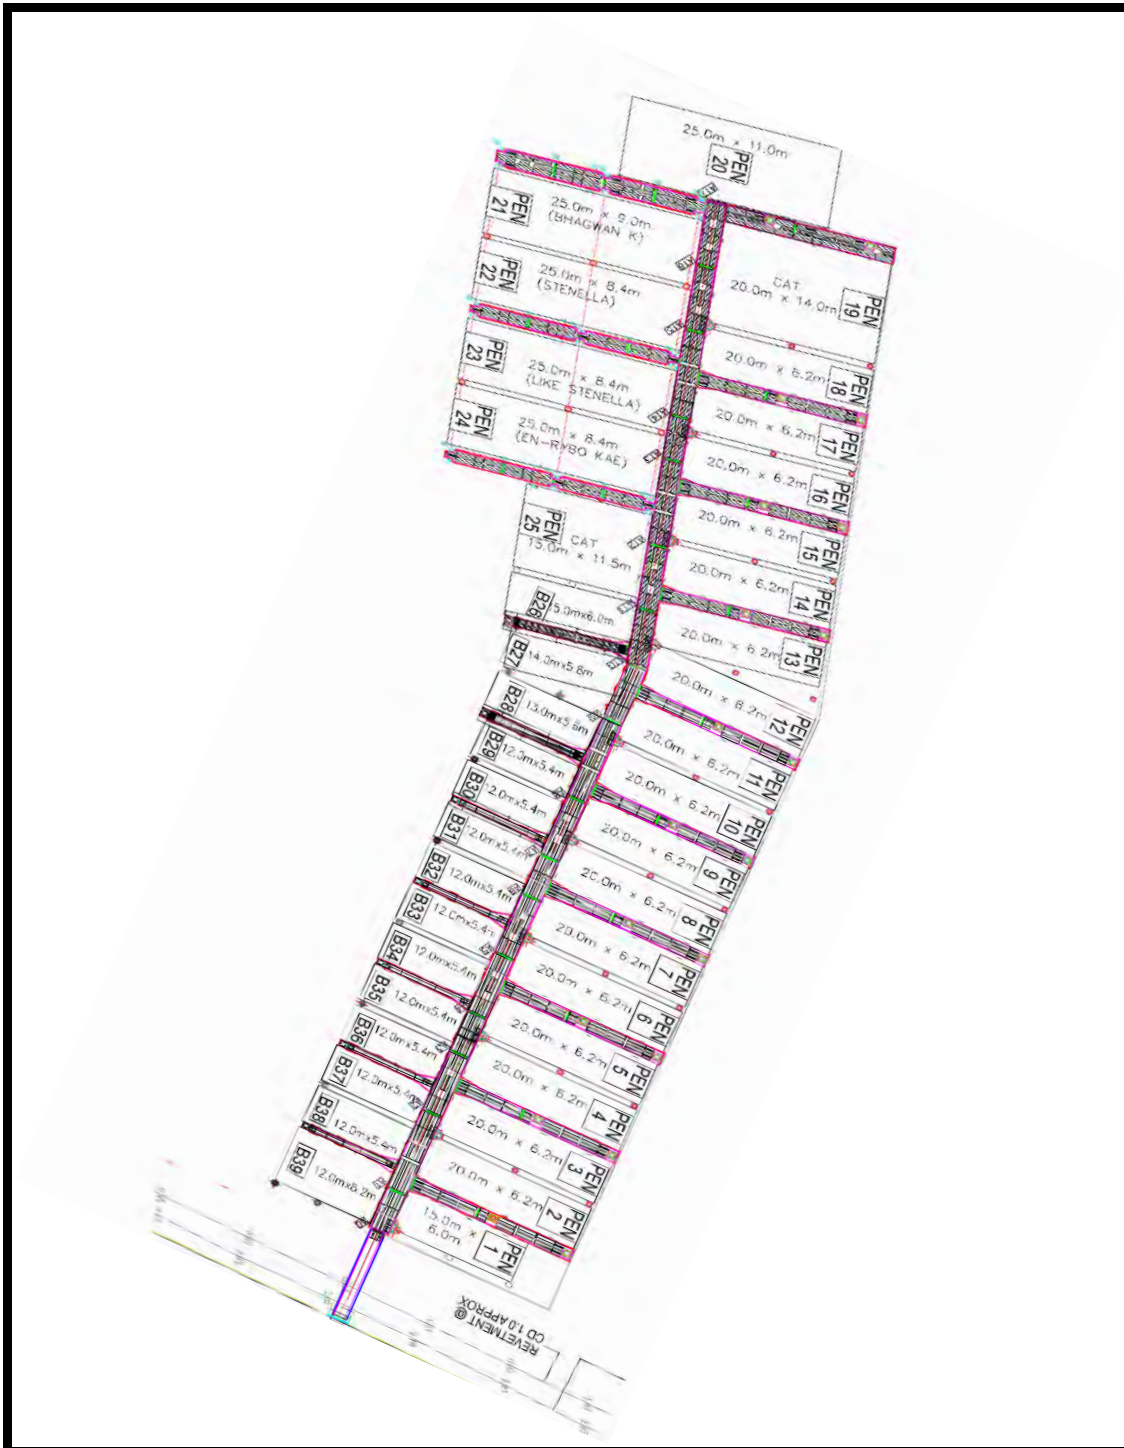 25.0m x 11.0m
PEN
20
PEN
21
25.0m x 9.0m
(BHAGWAN K)
PEN
22
25.0m x 8.4m
(STENELLA)
CAT
20.0m x 14.0m
PEN
19
PEN
23
25.0m x 8.4m
(LIKE STENELLA)
20.0m x 6.2m
PEN
18
PEN
24
25.0m x 8.4m
(EN-RYBO KAE)
20.0m x 6.2m
PEN
17
20.0m x 6.2m
PEN
16
PEN
25
CAT
15.0m x 11.5m
20.0m x 6.2m
PEN
15
20.0m x 6.2m
PEN
14
B26
15.0mx6.0m
20.0m x 6.2m
PEN
13
B27
14.0mx5.8m
20.0m x 6.2m
PEN
12
B28
13.0mx5.8m
20.0m x 6.2m
PEN
11
B29
12.0mx5.4m
20.0m x 6.2m
PEN
10
B30
12.0mx5.4m
20.0m x 6.2m
PEN
9
B31
12.0mx5.4m
20.0m x 6.2m
PEN
8
B32
12.0mx5.4m
20.0m x 6.2m
PEN
7
B33
12.0mx5.4m
20.0m x 6.2m
PEN
6
B34
12.0mx5.4m
20.0m x 6.2m
PEN
5
B35
12.0mx5.4m
20.0m x 6.2m
PEN
4
B36
12.0mx5.4m
20.0m x 6.2m
PEN
3
B37
12.0mx5.4m
20.0m x 6.2m
PEN
2
B38
12.0mx5.4m
15.0m x
6.0m
PEN
1
B39
12.0mx8.2m
REVETMENT @
CD 1.0 APPROX